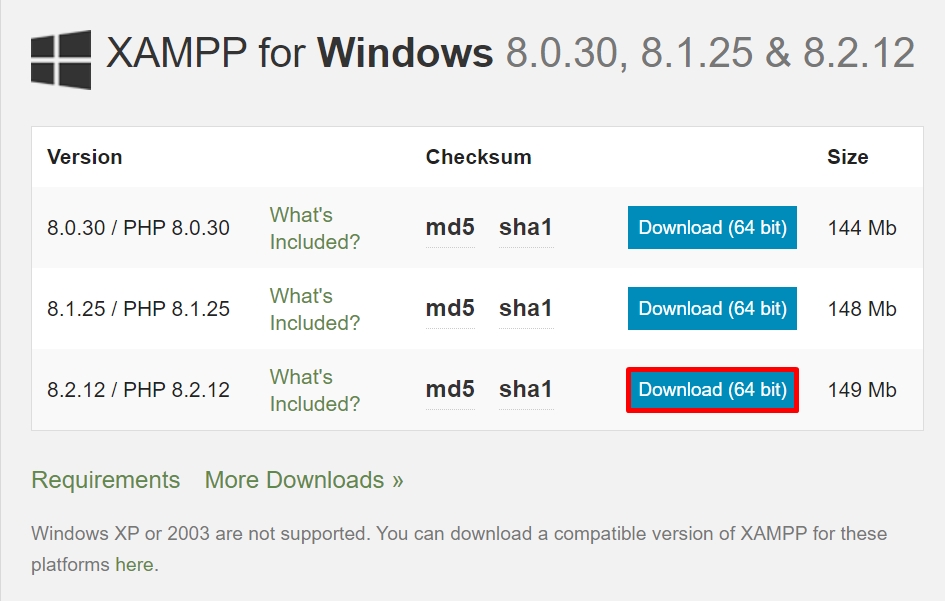 XAMPP for Windows 8.0.30, 8.1.25 & 8.2.12
Version Checksum Size
8.0.30 / PHP 8.0.30 What's Included? md5 sha1 Download (64 bit) 144 Mb
8.1.25 / PHP 8.1.25 What's Included? md5 sha1 Download (64 bit) 148 Mb
8.2.12 / PHP 8.2.12 What's Included? md5 sha1 Download (64 bit) 149 Mb
Requirements More Downloads »
Windows XP or 2003 are not supported. You can download a compatible version of XAMPP for these
platforms here.